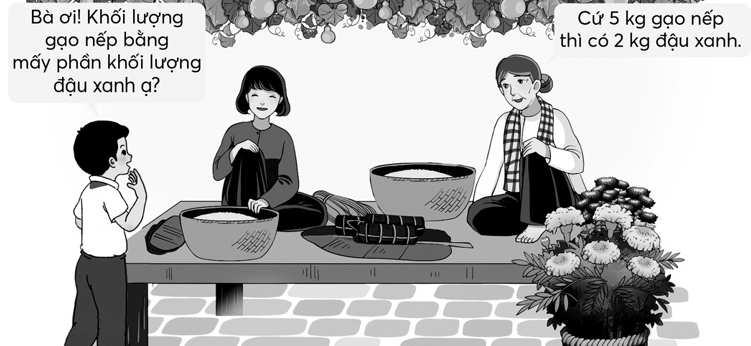 Bà ơi! Khối lượng
gạo nếp bằng
mấy phần khối lượng
đậu xanh ạ?
Cứ 5 kg gạo nếp
thì có 2 kg đậu xanh.